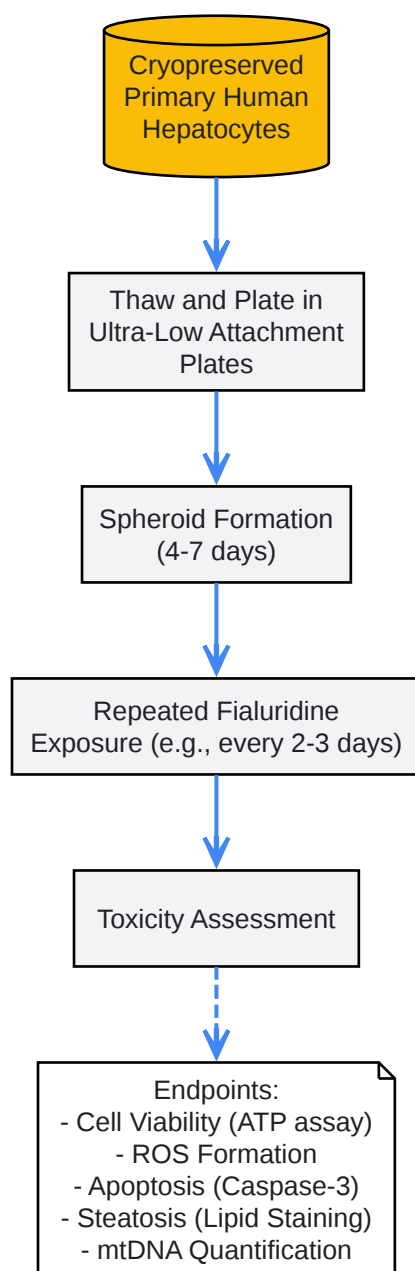 Cryopreserved
Primary Human
Hepatocytes
Thaw and Plate in
Ultra-Low Attachment
Plates
Spheroid Formation
(4-7 days)
Repeated Fialuridine
Exposure (e.g., every 2-3 days)
Toxicity Assessment
Endpoints:
- Cell Viability (ATP assay)
- ROS Formation
- Apoptosis (Caspase-3)
- Steatosis (Lipid Staining)
- mtDNA Quantification